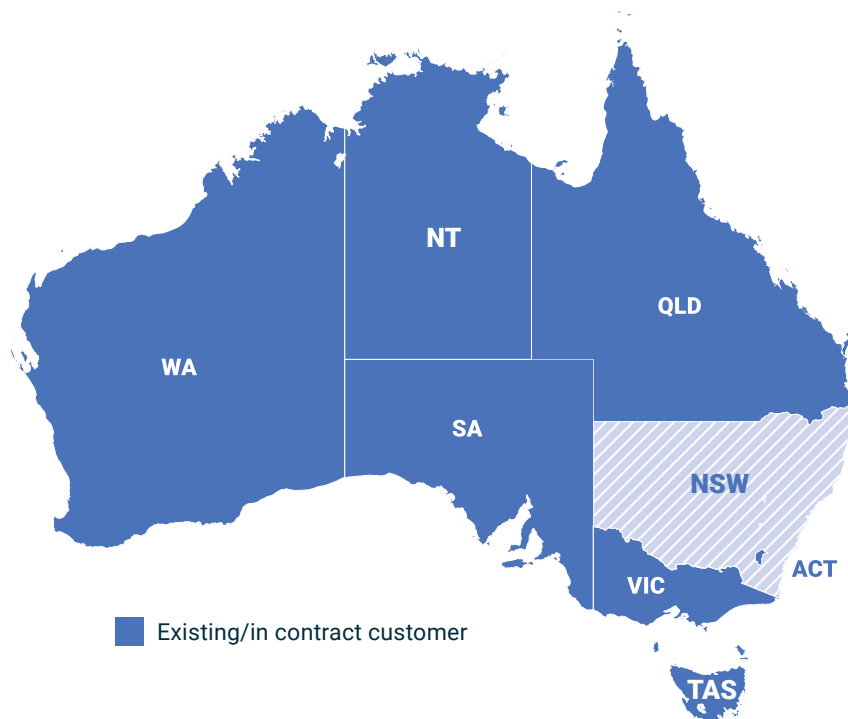 NT
QLD
WA
SA
NSW
ACT
VIC
Existing/in contract customer
TAS